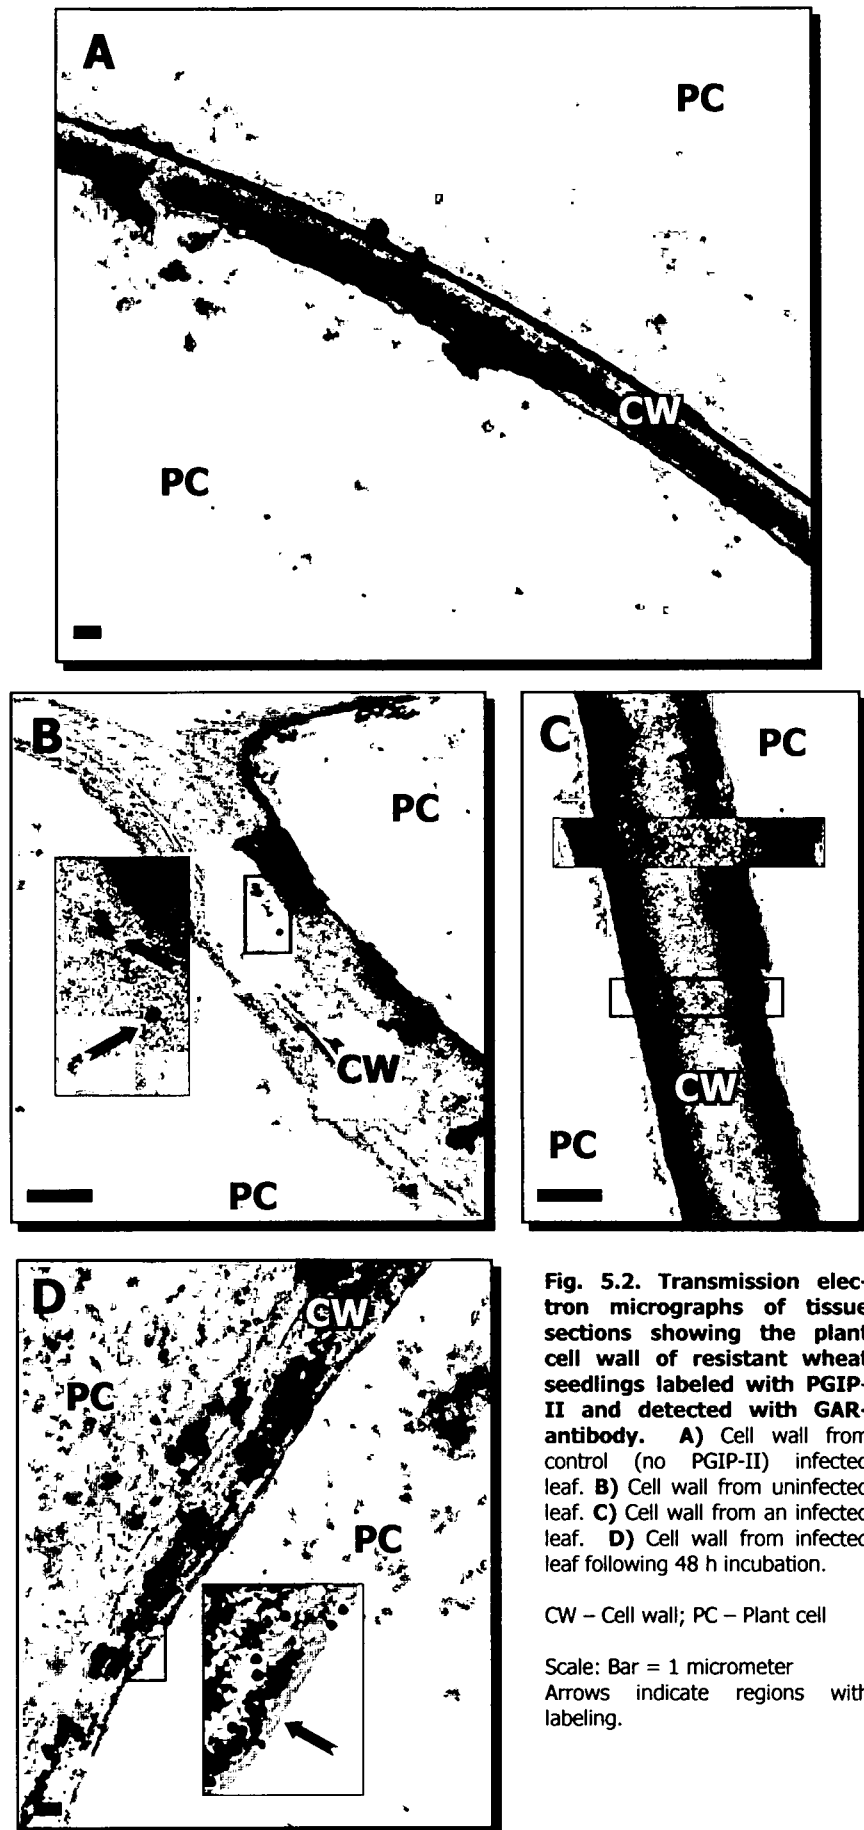 A
PC
PC
CW
B
PC
CW
PC
C
PC
CW
PC
D
CW
PC
PC
Fig. 5.2. Transmission elec-
tron micrographs of tissue
sections showing the plant
cell wall of resistant wheat
seedlings labeled with PGIP-
II and detected with GAR-
antibody. A) Cell wall from
control (no PGIP-II) infected
leaf. B) Cell wall from uninfected
leaf. C) Cell wall from an infected
leaf. D) Cell wall from infected
leaf following 48 h incubation.
CW – Cell wall; PC – Plant cell
Scale: Bar = 1 micrometer
Arrows indicate regions with
labeling.